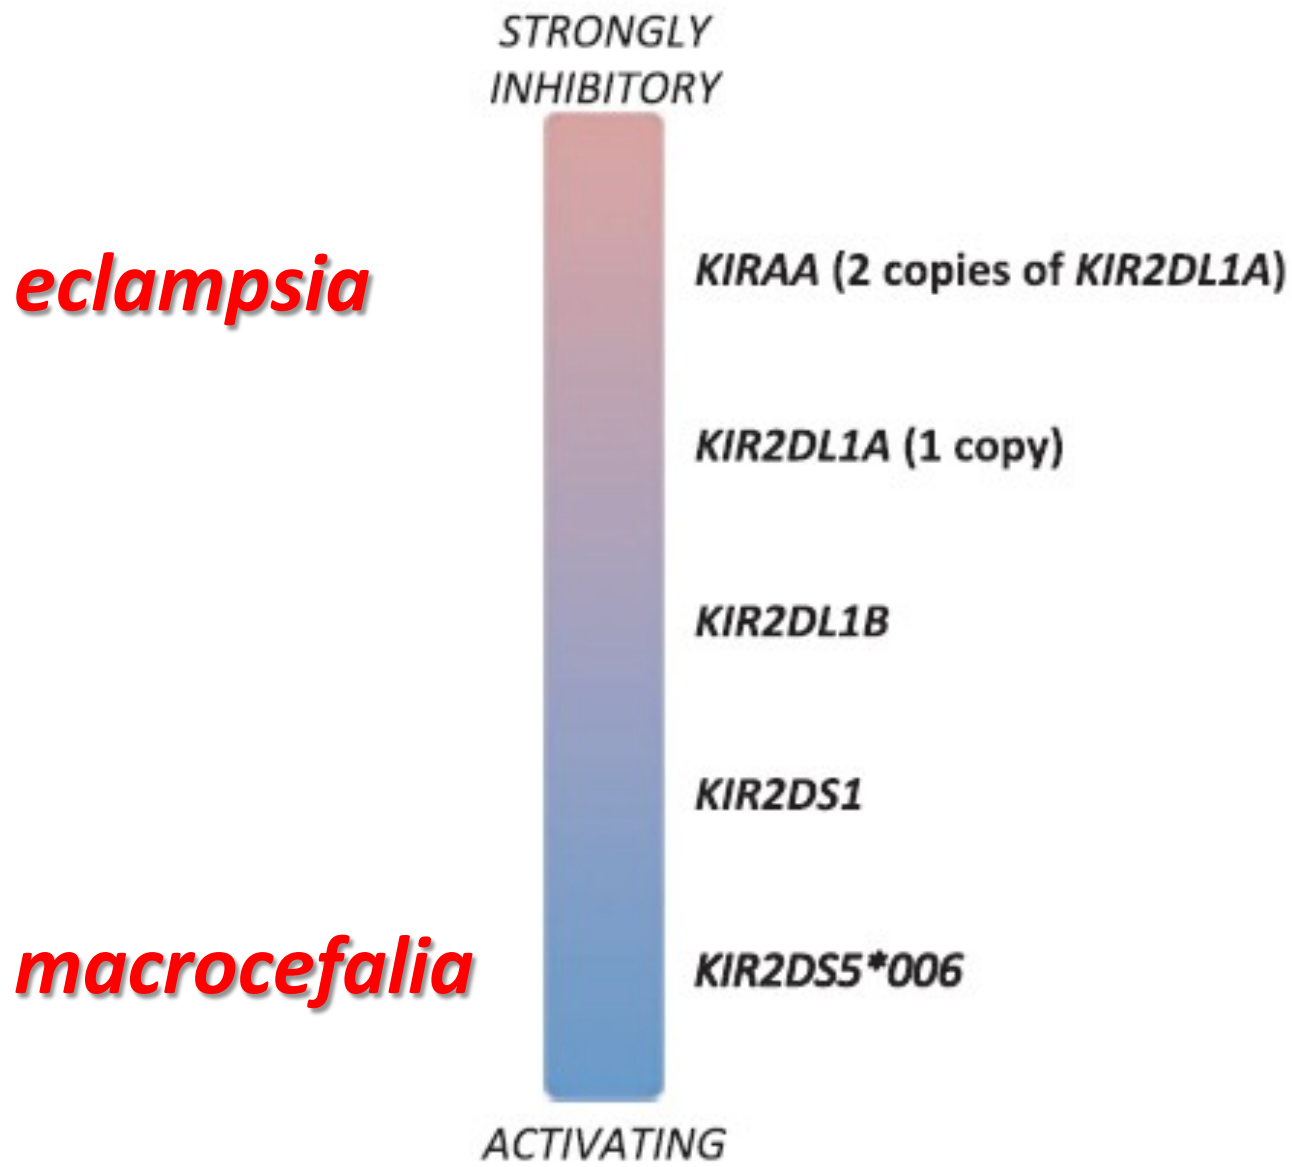 STRONGLY
INHIBITORY
eclampsia
KIRAA (2 copies of KIR2DL1A)
KIR2DL1A (1 copy)
KIR2DL1B
KIR2DS1
macrocefalia
KIR2DS5*006
ACTIVATING